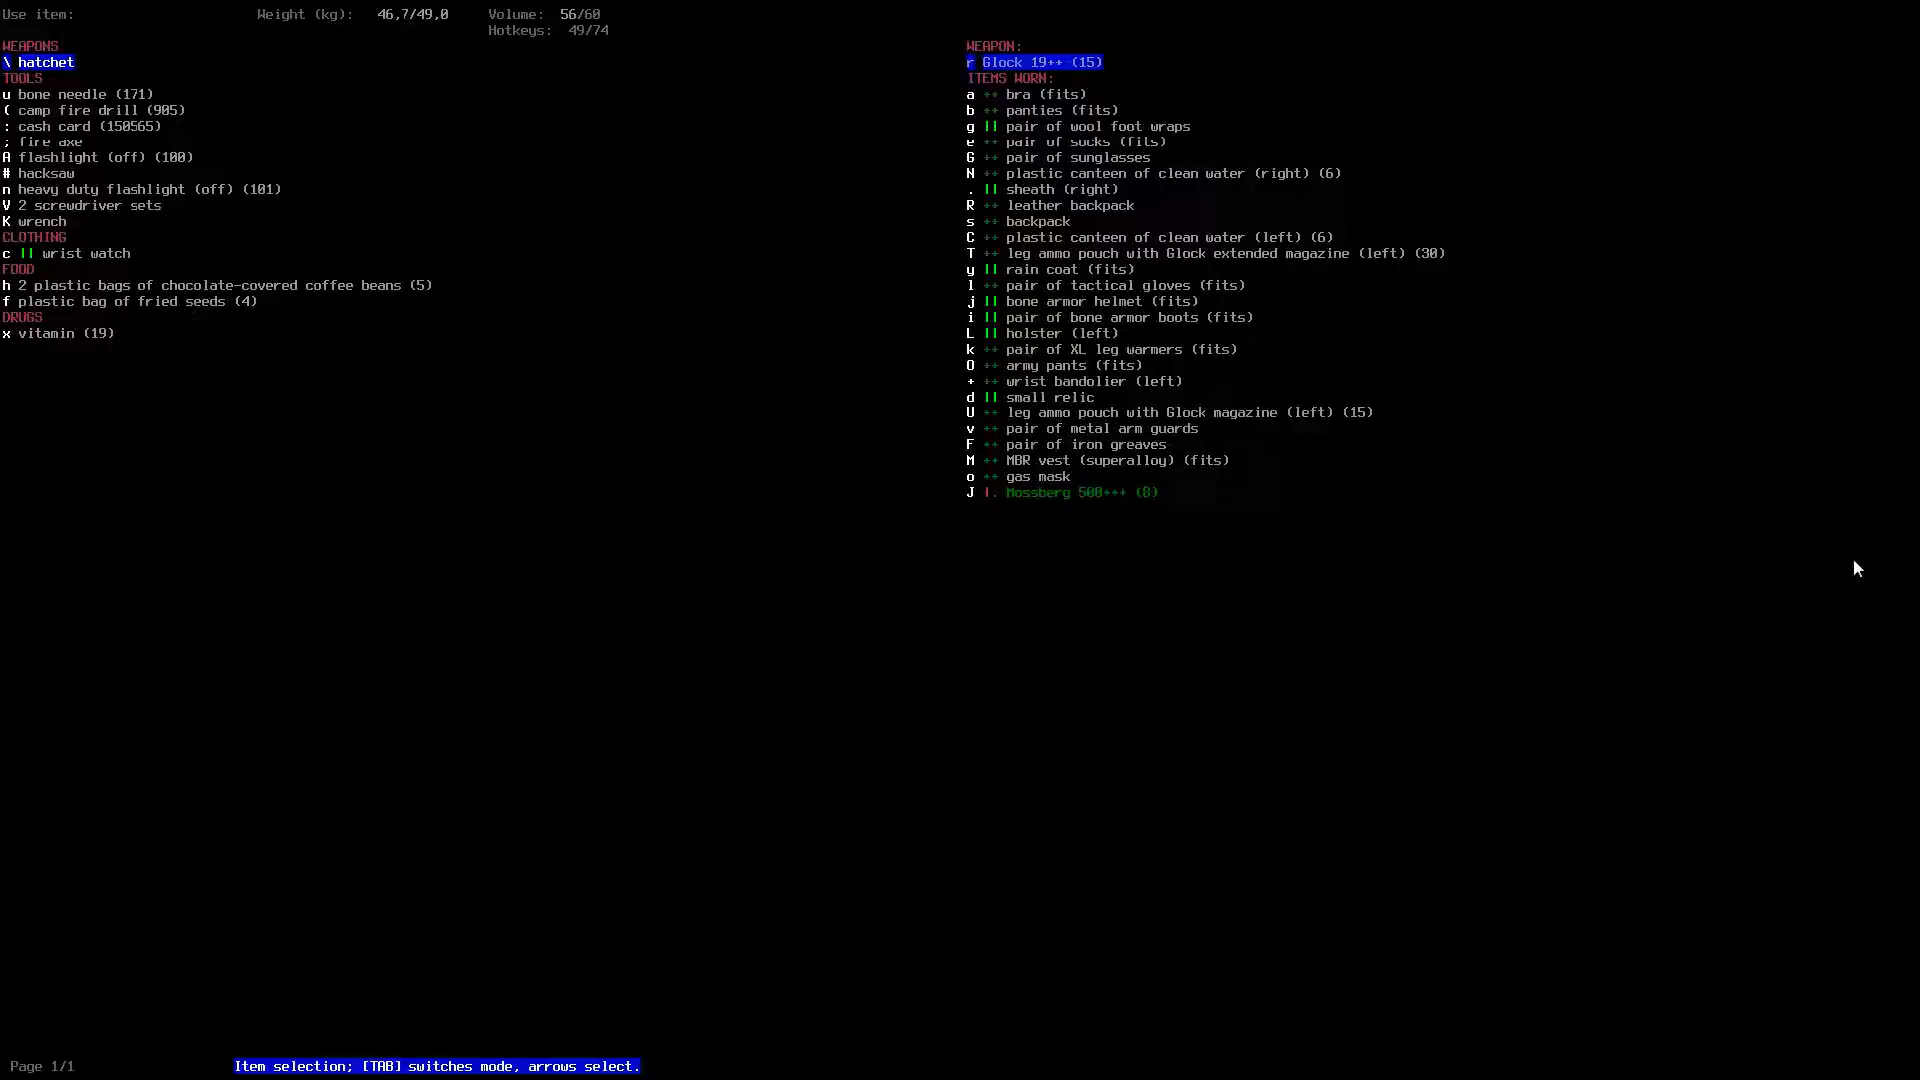 Use item: Weight (kg): 46,7/49,0 Volume: 56/60
Hotkeys: 49/74
WEAPONS
\ hatchet
TOOLS
u bone needle (171)
( camp fire drill (905)
: cash card (150565)
; fire axe
A flashlight (off) (100)
# hacksaw
n heavy duty flashlight (off) (101)
V 2 screwdriver sets
K wrench
CLOTHING
c || wrist watch
FOOD
h 2 plastic bags of chocolate-covered coffee beans (5)
f plastic bag of fried seeds (4)
DRUGS
x vitamin (19)
WEAPON:
r Glock 19++ (15)
ITEMS WORN:
a ++ bra (fits)
b ++ panties (fits)
g || pair of wool foot wraps
e ++ pair of socks (fits)
G ++ pair of sunglasses
N ++ plastic canteen of clean water (right) (6)
. || sheath (right)
R ++ leather backpack
s ++ backpack
C ++ plastic canteen of clean water (left) (6)
T ++ leg ammo pouch with Glock extended magazine (left) (30)
y || rain coat (fits)
l ++ pair of tactical gloves (fits)
j || bone armor helmet (fits)
i || pair of bone armor boots (fits)
L || holster (left)
k ++ pair of XL leg warmers (fits)
O ++ army pants (fits)
+ ++ wrist bandolier (left)
d || small relic
U ++ leg ammo pouch with Glock magazine (left) (15)
v ++ pair of metal arm guards
F ++ pair of iron greaves
M ++ MBR vest (superalloy) (fits)
o ++ gas mask
J |. Mossberg 500+++ (8)
Page 1/1 Item selection; [TAB] switches mode, arrows select.